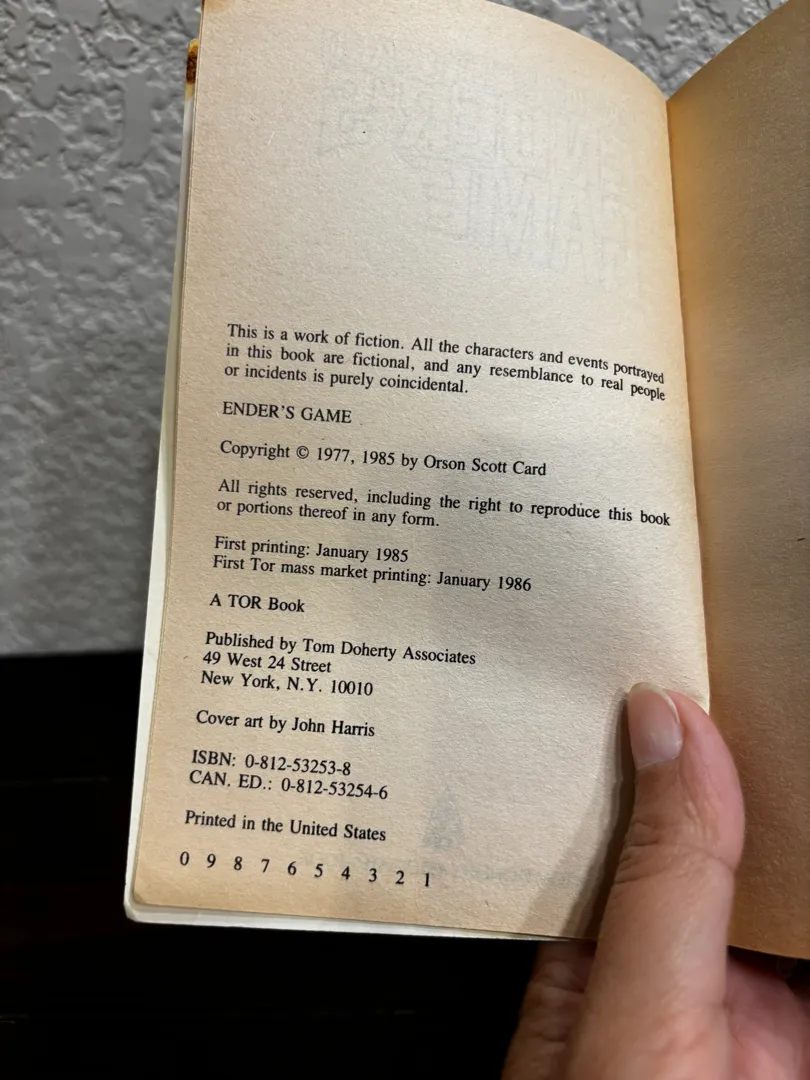 This is a work of fiction. All the characters and events portrayed
in this book are fictional, and any resemblance to real people
or incidents is purely coincidental.
ENDER'S GAME
Copyright © 1977, 1985 by Orson Scott Card
All rights reserved, including the right to reproduce this book
or portions thereof in any form.
First printing: January 1985
First Tor mass market printing: January 1986
A TOR Book
Published by Tom Doherty Associates
49 West 24 Street
New York, N.Y. 10010
Cover art by John Harris
ISBN: 0-812-53253-8
CAN. ED.: 0-812-53254-6
Printed in the United States
0 9 8 7 6 5 4 3 2 1